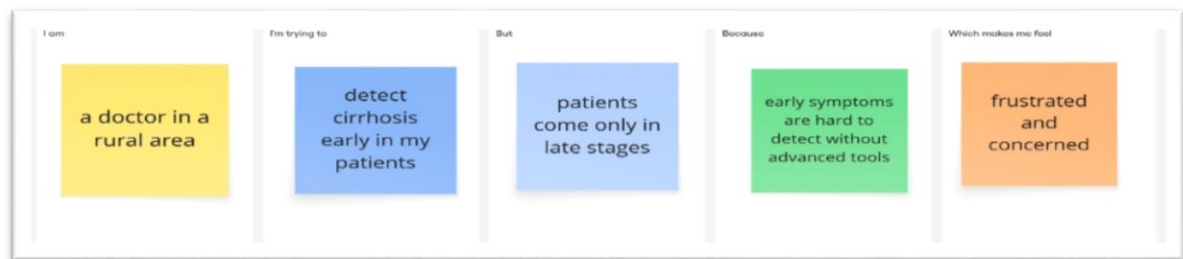 I am
I'm trying to
But
Because
Which makes me feel
a doctor in a
rural area
detect
cirrhosis
early in my
patients
patients
come only in
late stages
early symptoms
are hard to
detect without
advanced tools
frustrated
and
concerned